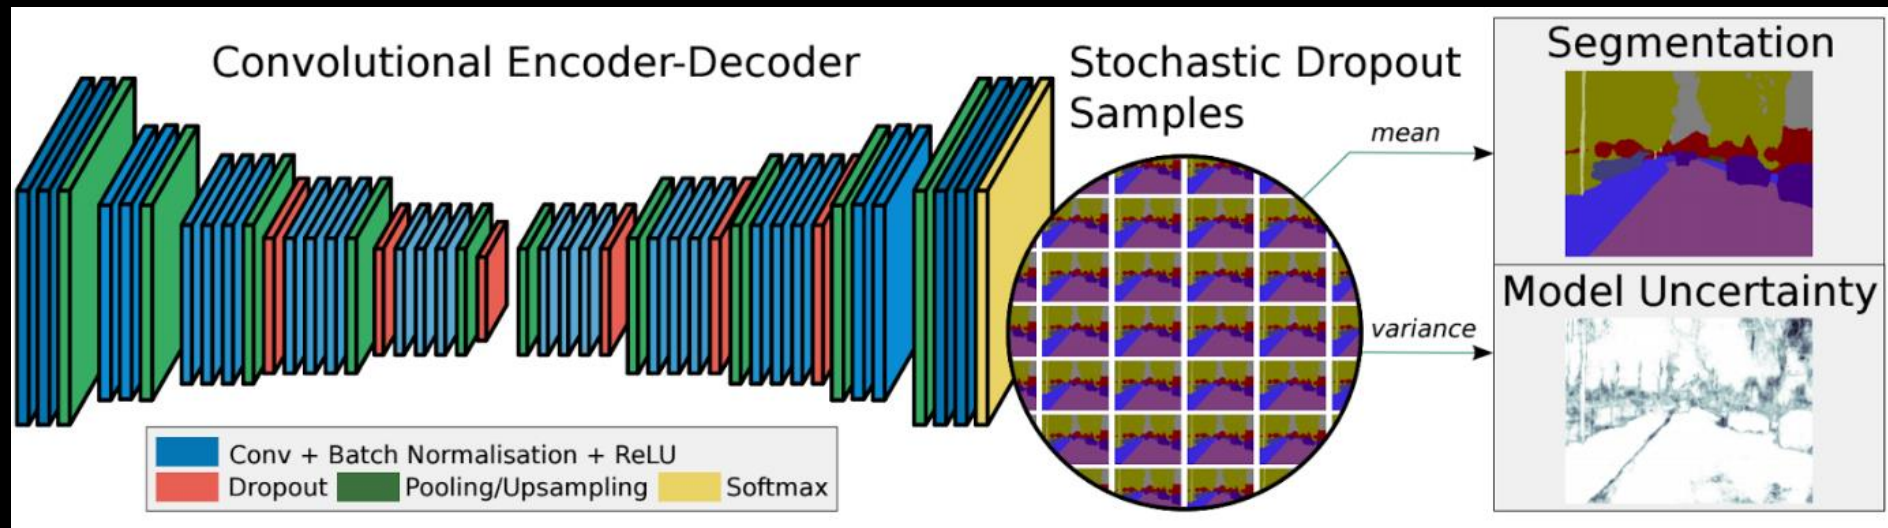 Convolutional Encoder-Decoder
Stochastic Dropout
Samples
mean
variance
Segmentation
Model Uncertainty
Conv + Batch Normalisation + ReLU
Dropout
Pooling/Upsampling
Softmax